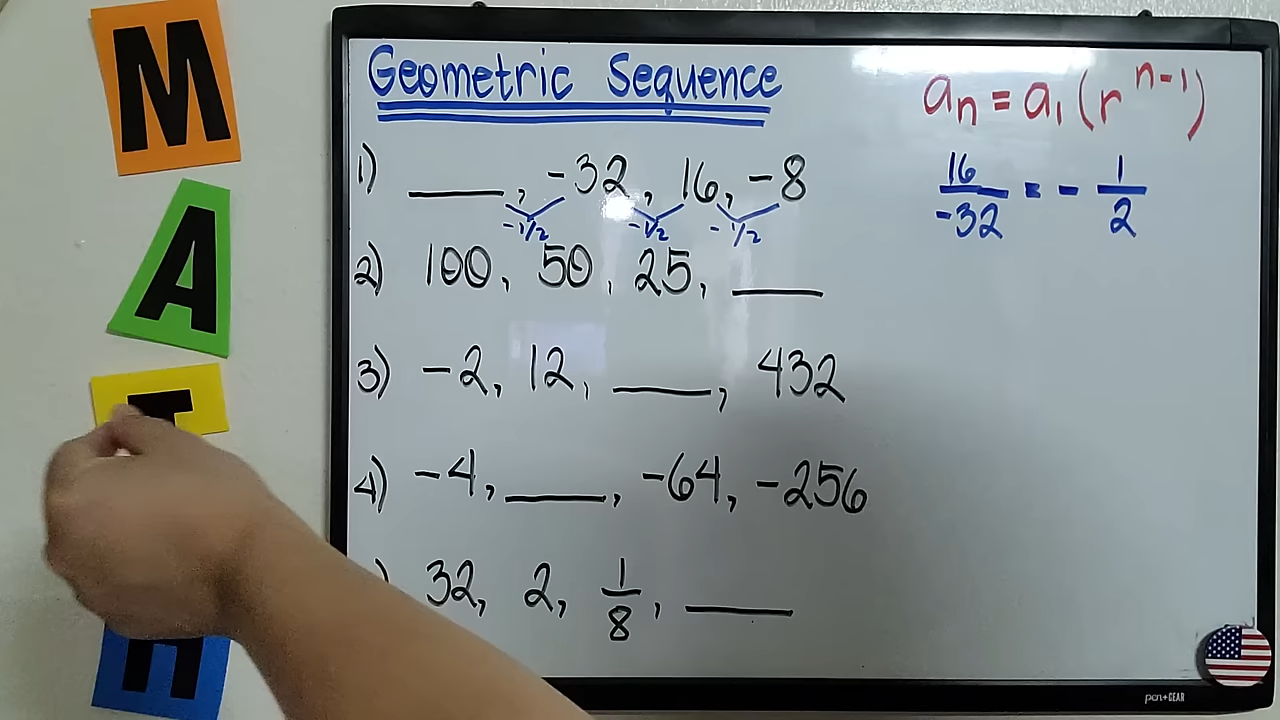 M
A
T
H
Geometric Sequence
aₙ = a₁ (r ⁿ⁻¹)
1) ____, -32, 16, -8
-1/2 -1/2 -1/2
16/-32 = - 1/2
2) 100, 50, 25, ____
3) -2, 12, ____, 432
4) -4, ____, -64, -256
) 32, 2, 1/8, ____
pen+GEAR